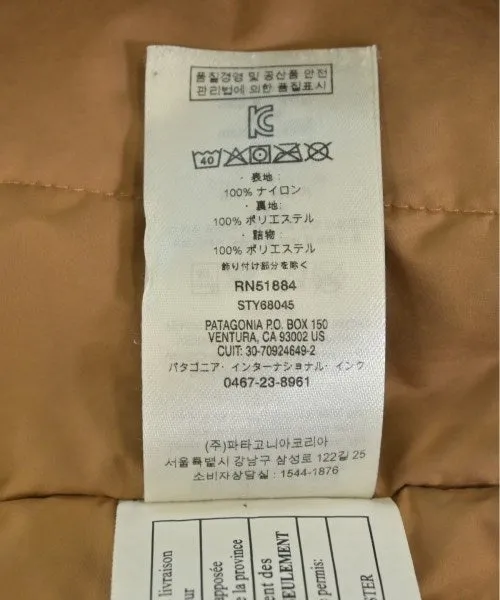 품질경영 및 공산품 안전
관리법에 의한 품질표시
40
· 表地:
100% ナイロン
· 裏地:
100% ポリエステル
· 詰物:
100% ポリエステル
飾り付け部分を除く
RN51884
STY68045
PATAGONIA P.O. BOX 150
VENTURA, CA 93002 US
CUIT: 30-70924649-2
パタゴニア・インターナショナル・インク
0467-23-8961
(주)파타고니아코리아
서울특별시 강남구 삼성로 122길 25
소비자상담실 : 1544-1876
livraison
apposée
la province
ent des
EULEMENT
permis: